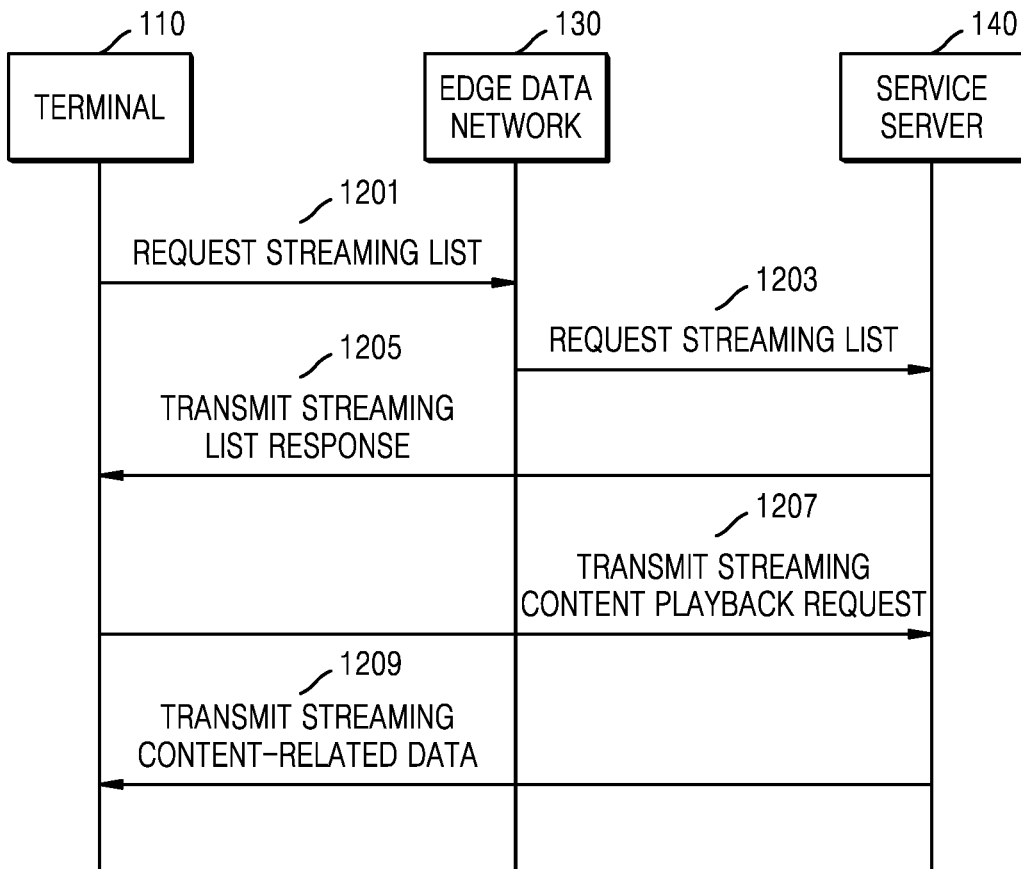 110
130
140
TERMINAL
EDGE DATA
NETWORK
SERVICE
SERVER
1201
REQUEST STREAMING LIST
1203
REQUEST STREAMING LIST
1205
TRANSMIT STREAMING
LIST RESPONSE
1207
TRANSMIT STREAMING
CONTENT PLAYBACK REQUEST
1209
TRANSMIT STREAMING
CONTENT-RELATED DATA